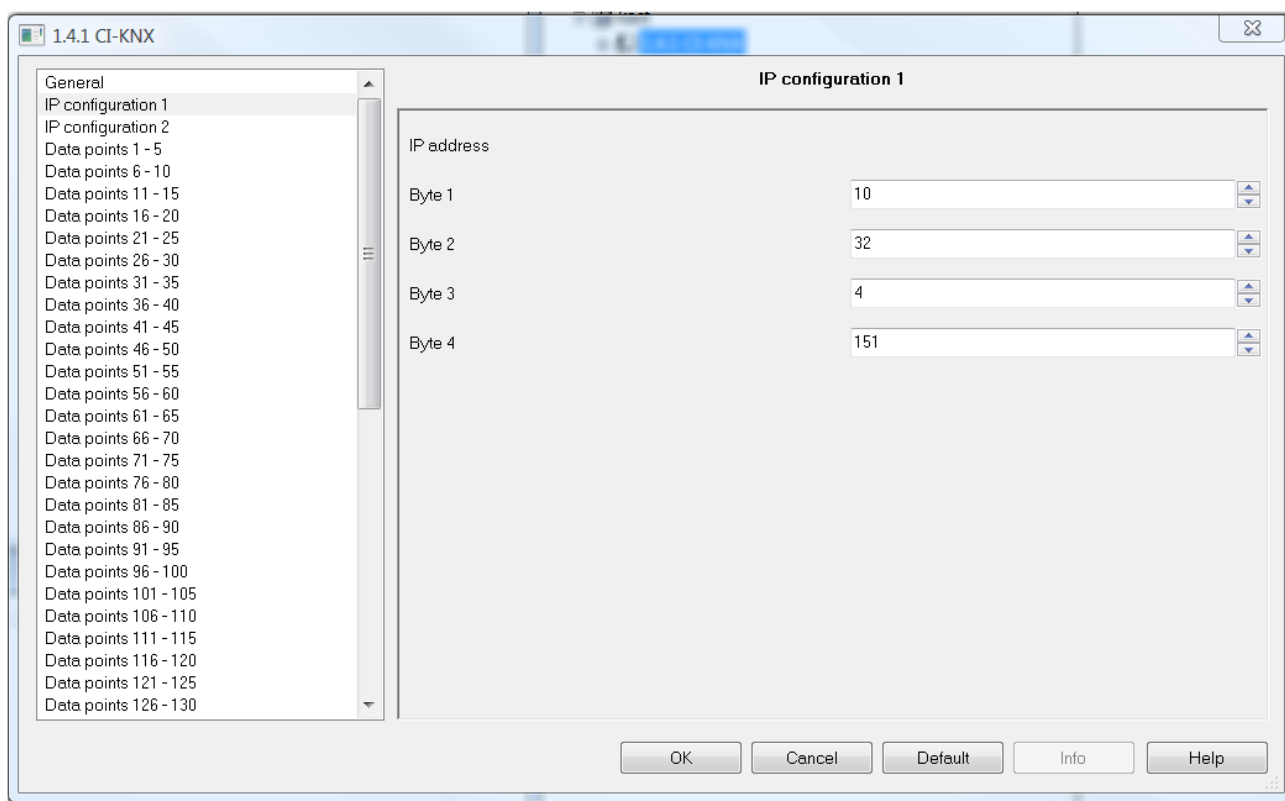 1.4.1 CI-KNX
General
IP configuration 1
IP configuration 2
Data points 1 - 5
Data points 6 - 10
Data points 11 - 15
Data points 16 - 20
Data points 21 - 25
Data points 26 - 30
Data points 31 - 35
Data points 36 - 40
Data points 41 - 45
Data points 46 - 50
Data points 51 - 55
Data points 56 - 60
Data points 61 - 65
Data points 66 - 70
Data points 71 - 75
Data points 76 - 80
Data points 81 - 85
Data points 86 - 90
Data points 91 - 95
Data points 96 - 100
Data points 101 - 105
Data points 106 - 110
Data points 111 - 115
Data points 116 - 120
Data points 121 - 125
Data points 126 - 130
IP configuration 1
IP address
Byte 1 10
Byte 2 32
Byte 3 4
Byte 4 151
OK Cancel Default Info Help